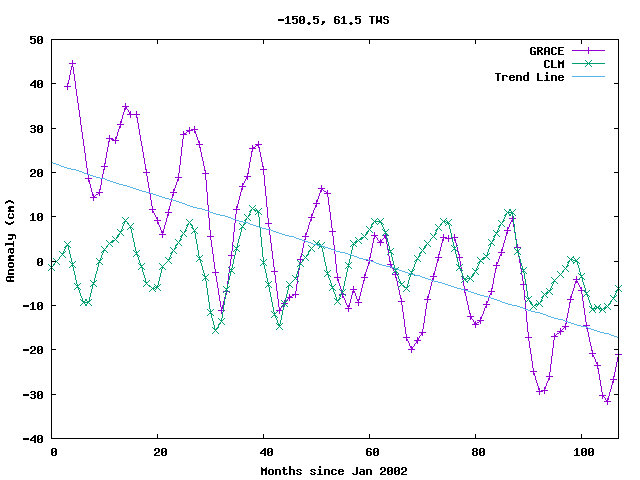 -150.5, 61.5 TWS
GRACE
CLM
Trend Line
50
40
30
20
10
0
-10
-20
-30
-40
Anomaly (cm)
0 20 40 60 80 100
Months since Jan 2002